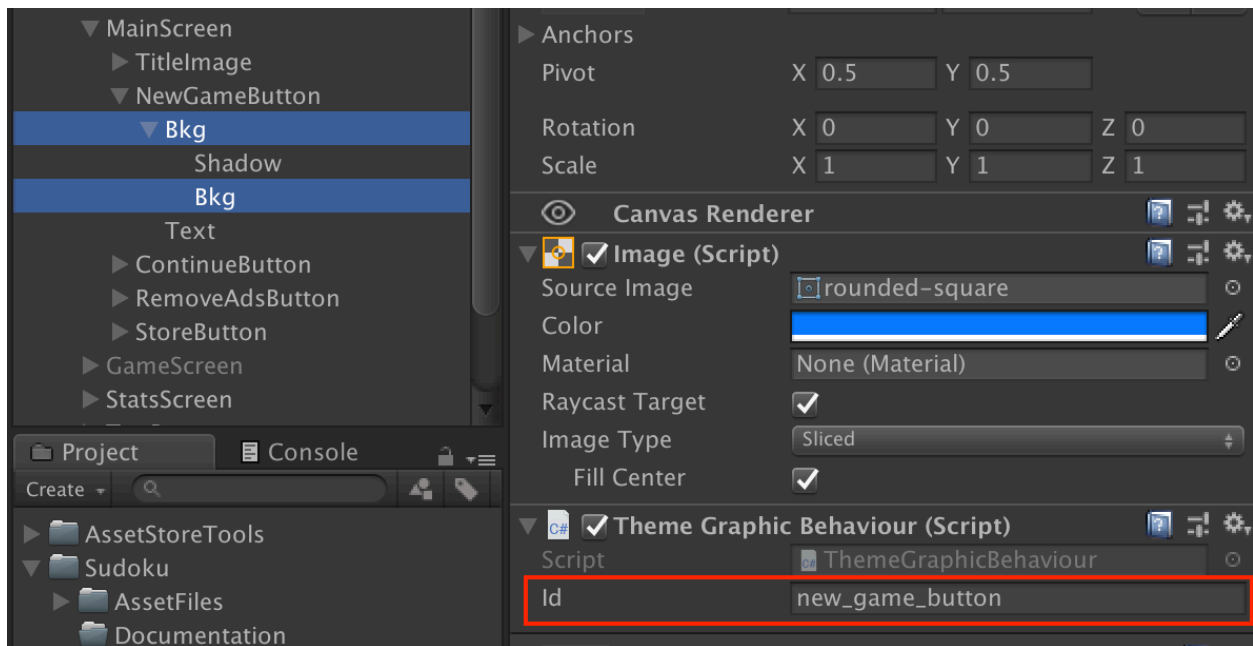 MainScreen
TitleImage
NewGameButton
Bkg
Shadow
Bkg
Text
ContinueButton
RemoveAdsButton
StoreButton
GameScreen
StatsScreen
Project Console
Create
AssetStoreTools
Sudoku
AssetFiles
Documentation
Anchors
Pivot X 0.5 Y 0.5
Rotation X 0 Y 0 Z 0
Scale X 1 Y 1 Z 1
Canvas Renderer
Image (Script)
Source Image rounded-square
Color
Material None (Material)
Raycast Target
Image Type Sliced
Fill Center
C# Theme Graphic Behaviour (Script)
Script ThemeGraphicBehaviour
Id new_game_button